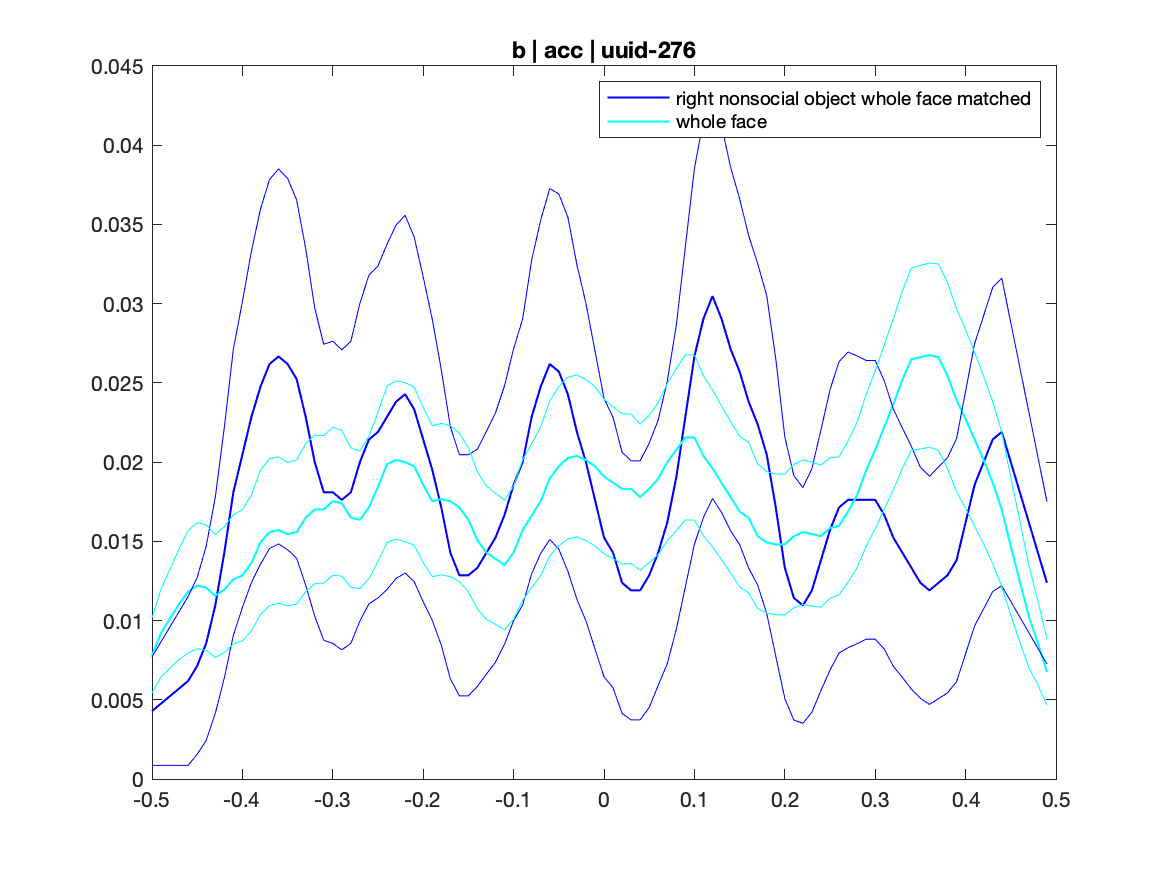 b | acc | uuid-276
right nonsocial object whole face matched
whole face
0.045
0.04
0.035
0.03
0.025
0.02
0.015
0.01
0.005
0
-0.5 -0.4 -0.3 -0.2 -0.1 0 0.1 0.2 0.3 0.4 0.5